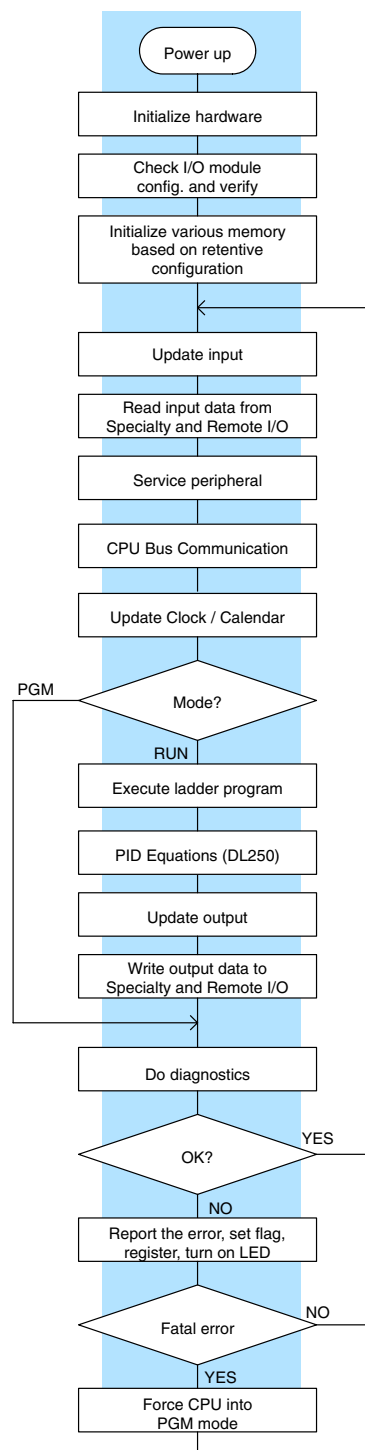 Power up
Initialize hardware
Check I/O module
config. and verify
Initialize various memory
based on retentive
configuration
Update input
Read input data from
Specialty and Remote I/O
Service peripheral
CPU Bus Communication
Update Clock / Calendar
PGM
Mode?
RUN
Execute ladder program
PID Equations (DL250)
Update output
Write output data to
Specialty and Remote I/O
Do diagnostics
YES
OK?
NO
Report the error, set flag,
register, turn on LED
NO
Fatal error
YES
Force CPU into
PGM mode